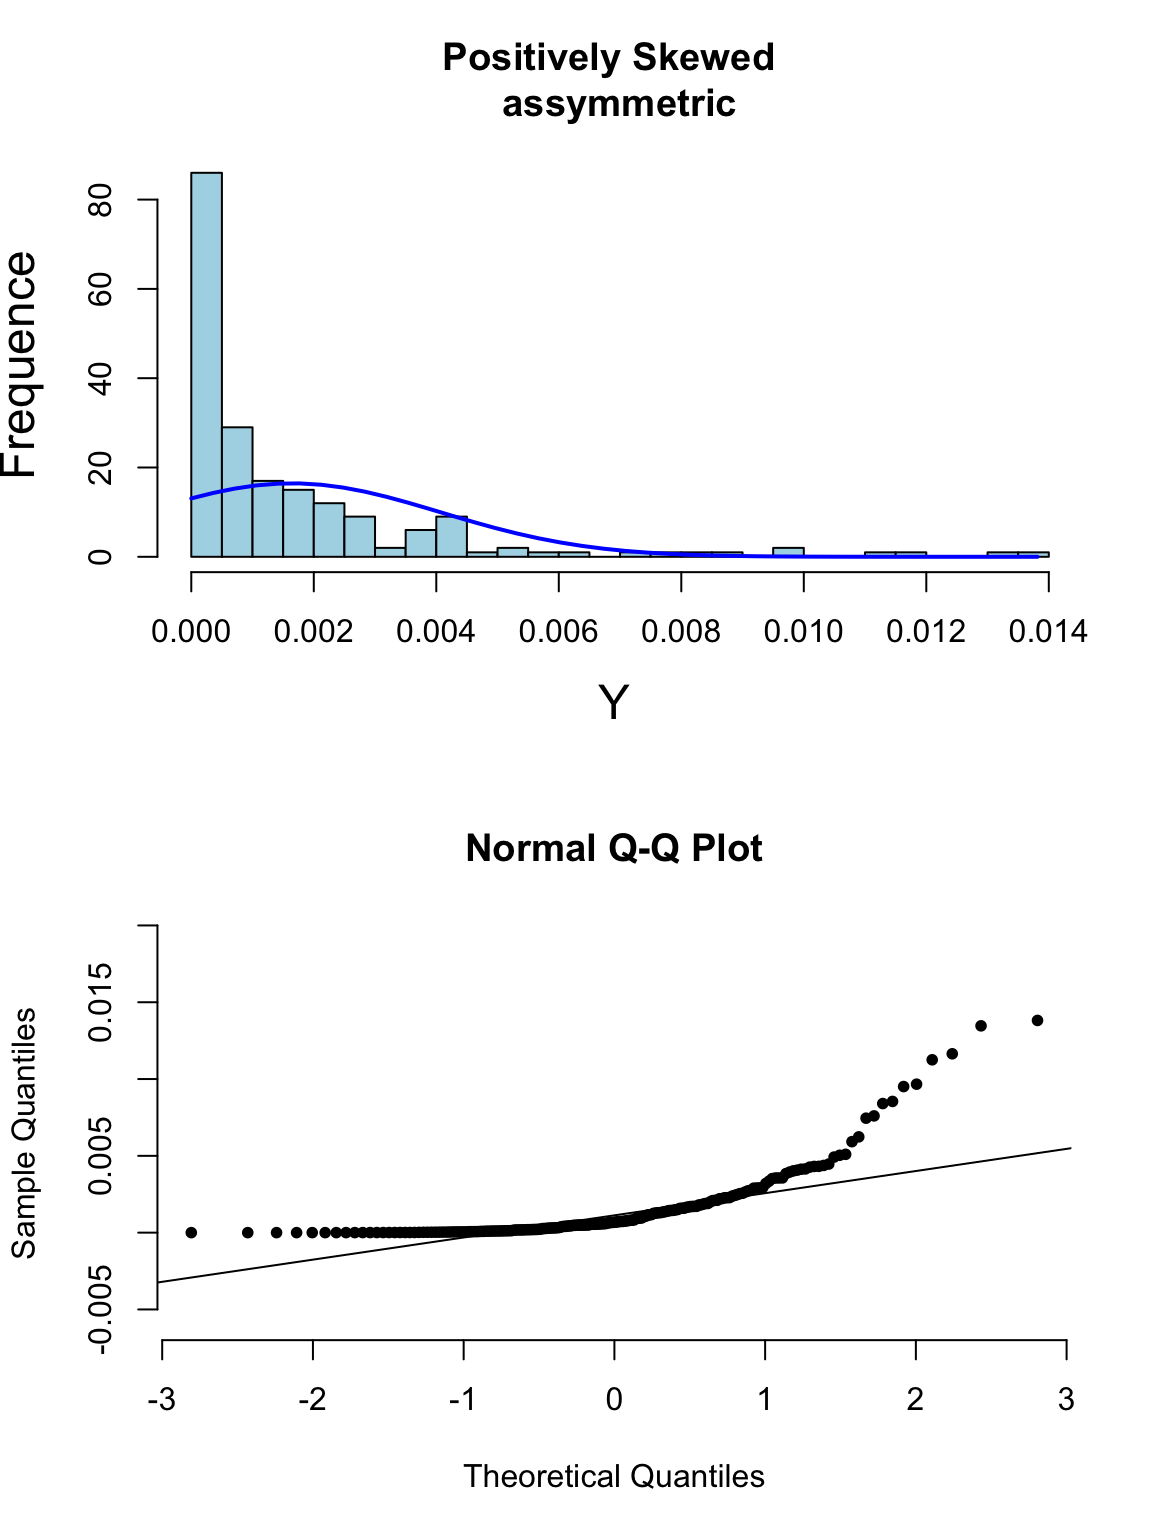 Positively Skewed
assymmetric
Frequence
80
60
40
20
0
0.000 0.002 0.004 0.006 0.008 0.010 0.012 0.014
Y
Normal Q-Q Plot
Sample Quantiles
0.015
0.005
-0.005
-3 -2 -1 0 1 2 3
Theoretical Quantiles